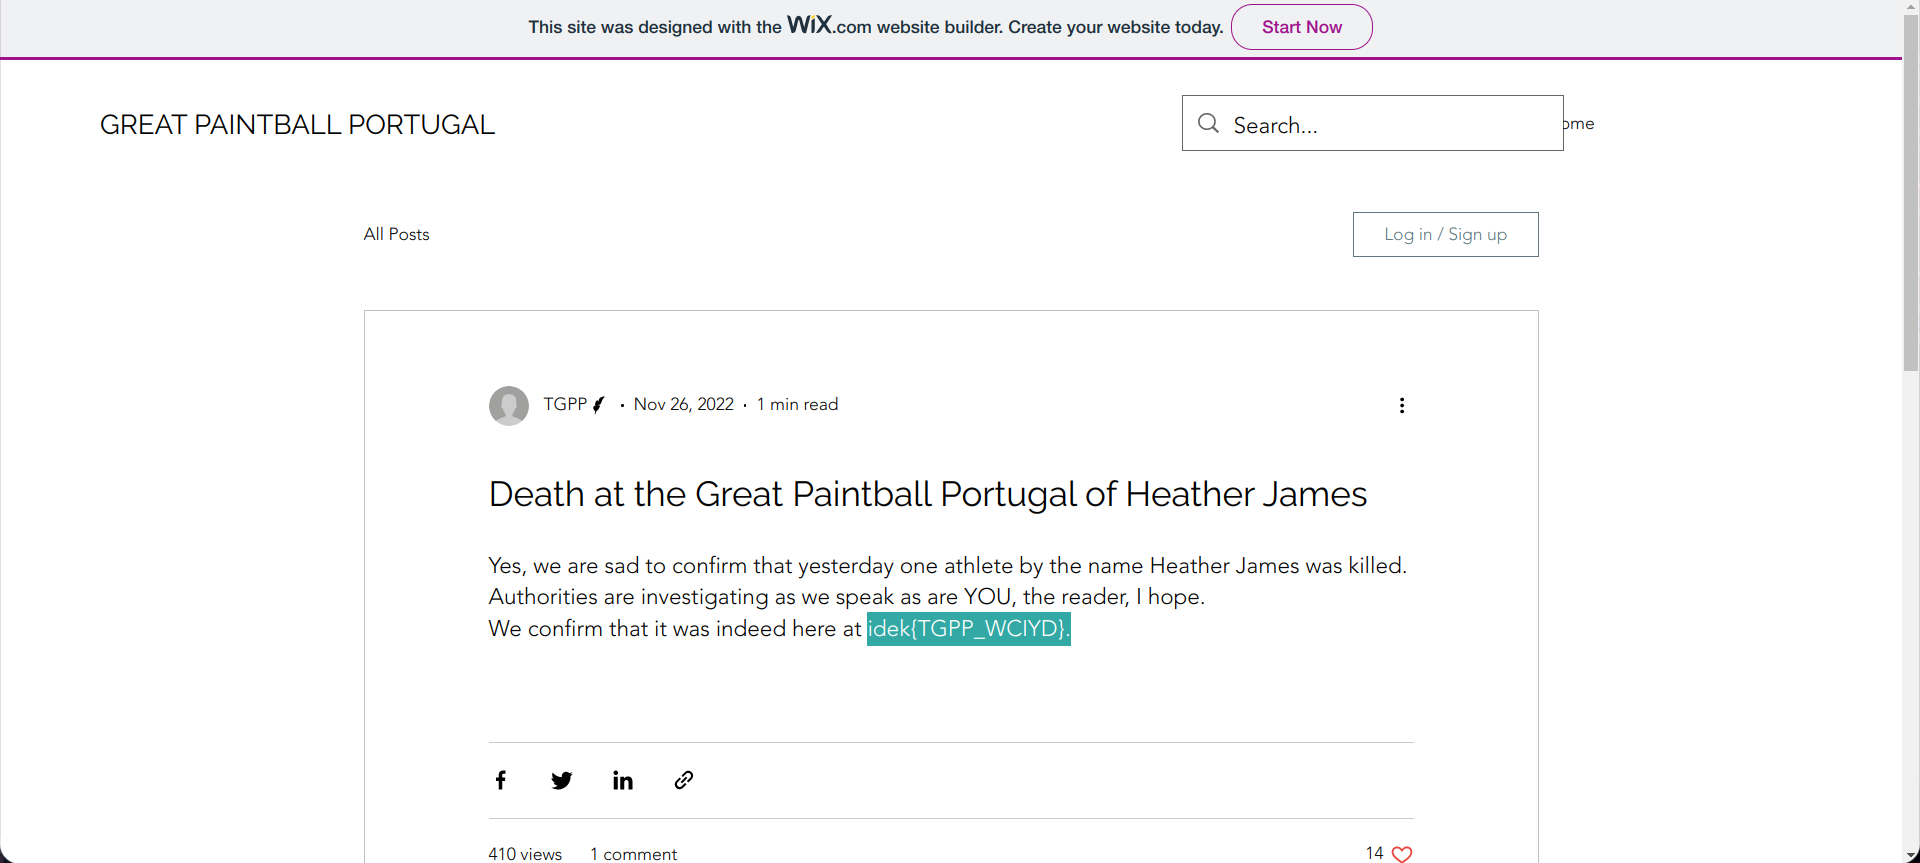 This site was designed with the WiX.com website builder. Create your website today. Start Now
GREAT PAINTBALL PORTUGAL
Search...
ome
All Posts
Log in / Sign up
TGPP · Nov 26, 2022 · 1 min read
Death at the Great Paintball Portugal of Heather James
Yes, we are sad to confirm that yesterday one athlete by the name Heather James was killed.
Authorities are investigating as we speak as are YOU, the reader, I hope.
We confirm that it was indeed here at idek{TGPP_WCIYD}.
410 views 1 comment 14